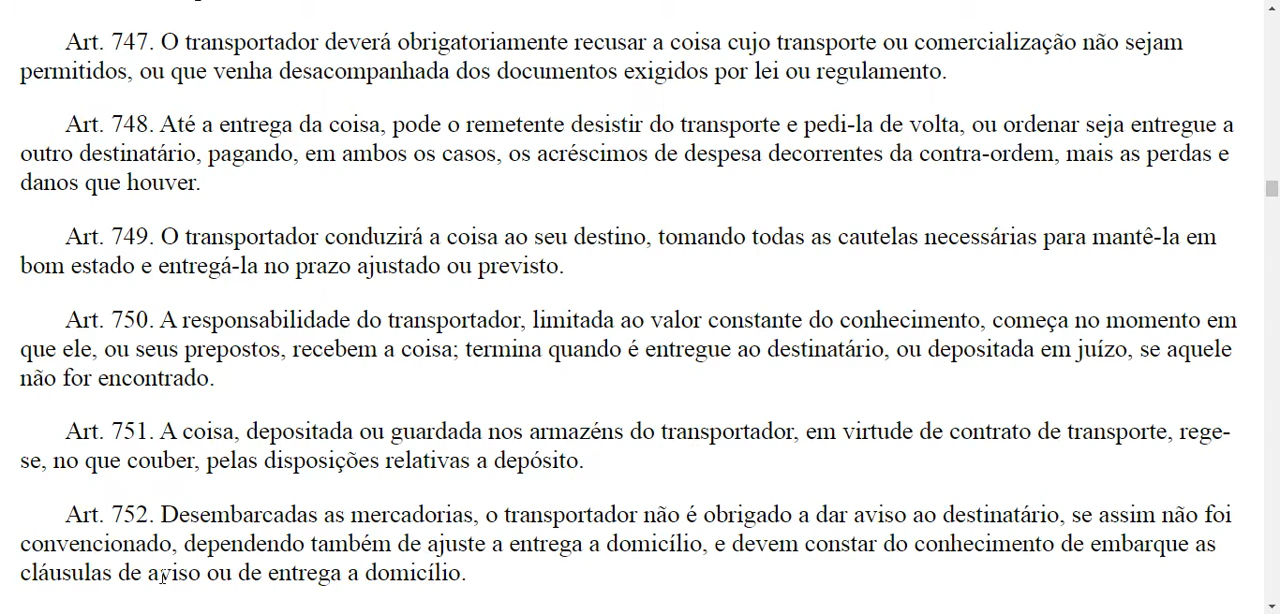 Art. 747. O transportador deverá obrigatoriamente recusar a coisa cujo transporte ou comercialização não sejam
permitidos, ou que venha desacompanhada dos documentos exigidos por lei ou regulamento.
Art. 748. Até a entrega da coisa, pode o remetente desistir do transporte e pedi-la de volta, ou ordenar seja entregue a
outro destinatário, pagando, em ambos os casos, os acréscimos de despesa decorrentes da contra-ordem, mais as perdas e
danos que houver.
Art. 749. O transportador conduzirá a coisa ao seu destino, tomando todas as cautelas necessárias para mantê-la em
bom estado e entregá-la no prazo ajustado ou previsto.
Art. 750. A responsabilidade do transportador, limitada ao valor constante do conhecimento, começa no momento em
que ele, ou seus prepostos, recebem a coisa; termina quando é entregue ao destinatário, ou depositada em juízo, se aquele
não for encontrado.
Art. 751. A coisa, depositada ou guardada nos armazéns do transportador, em virtude de contrato de transporte, rege-
se, no que couber, pelas disposições relativas a depósito.
Art. 752. Desembarcadas as mercadorias, o transportador não é obrigado a dar aviso ao destinatário, se assim não foi
convencionado, dependendo também de ajuste a entrega a domicílio, e devem constar do conhecimento de embarque as
cláusulas de aviso ou de entrega a domicílio.